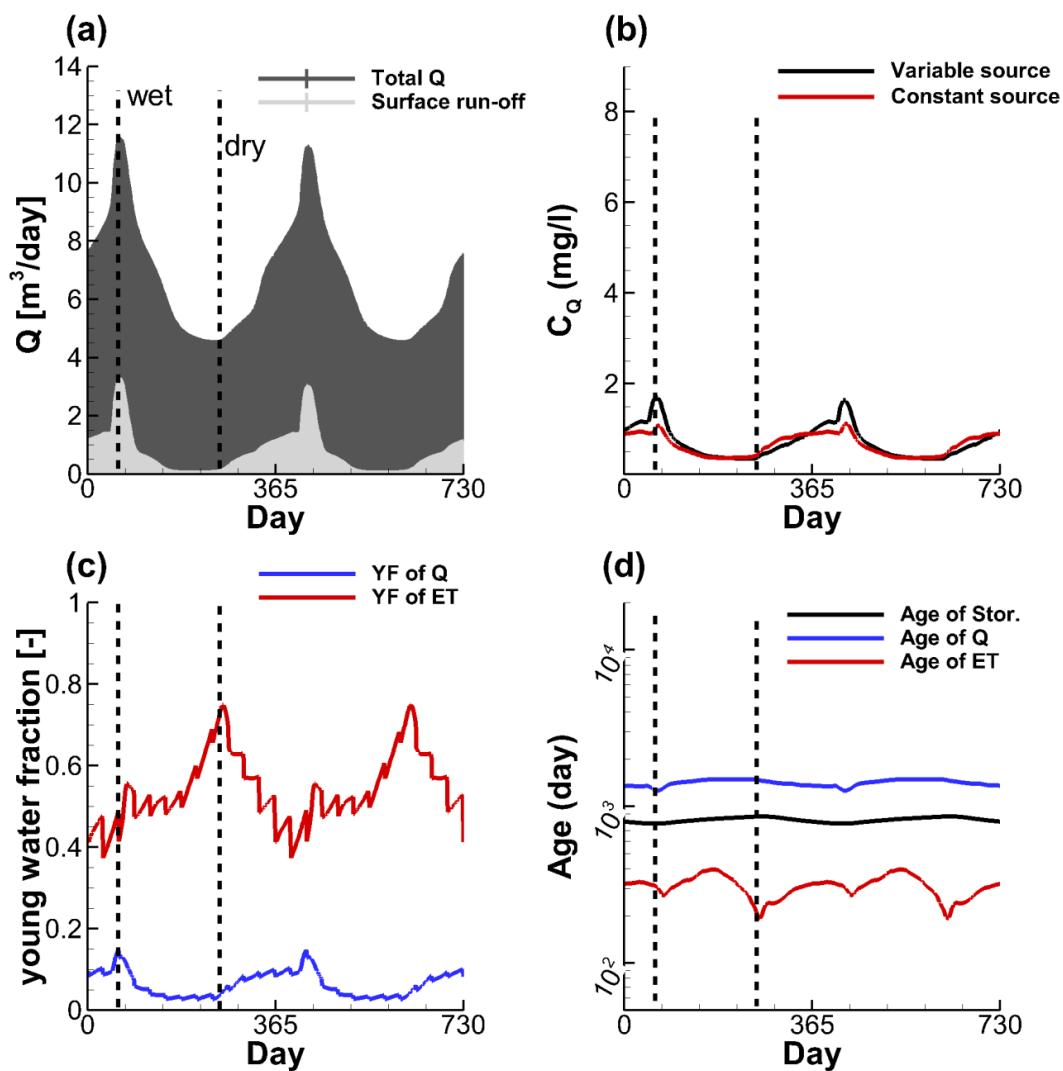 (a)
Q [m³/day]
14
12
10
8
6
4
2
0
Total Q
Surface run-off
wet
dry
0 365 730
Day
(b)
C_Q (mg/l)
8
6
4
2
Variable source
Constant source
0 365 730
Day
(c)
young water fraction [-]
1
0.8
0.6
0.4
0.2
0
YF of Q
YF of ET
0 365 730
Day
(d)
Age (day)
10⁴
10³
10²
Age of Stor.
Age of Q
Age of ET
0 365 730
Day